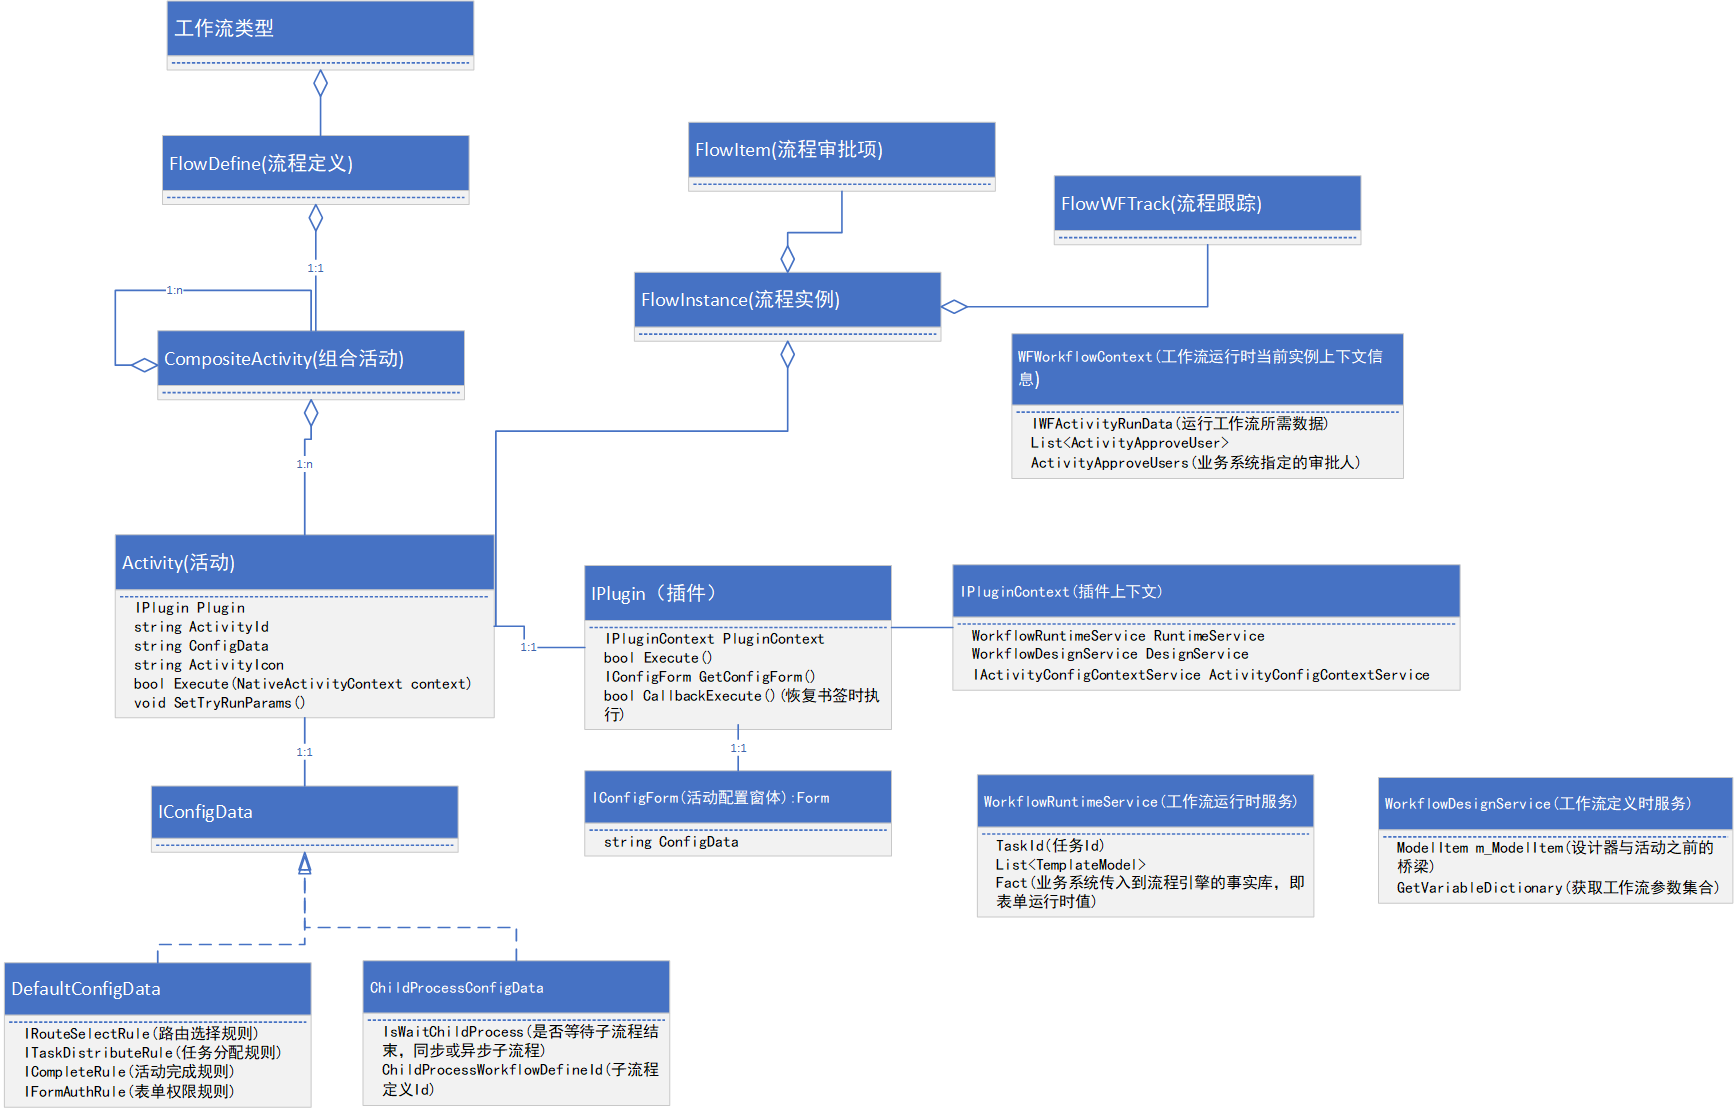 工作流类型
FlowDefine(流程定义)
1:1
1:n
CompositeActivity(组合活动)
1:n
FlowItem(流程审批项)
FlowWFTrack(流程跟踪)
FlowInstance(流程实例)
WFWorkflowContext(工作流运行时当前实例上下文信
息)
IWFActivityRunData(运行工作流所需数据)
List<ActivityApproveUser>
ActivityApproveUsers(业务系统指定的审批人)
Activity(活动)
IPlugin Plugin
string ActivityId
string ConfigData
string ActivityIcon
bool Execute(NativeActivityContext context)
void SetTryRunParams()
1:1
IPlugin（插件）
IPluginContext PluginContext
bool Execute()
IConfigForm GetConfigForm()
bool CallbackExecute()(恢复书签时执
行)
IPluginContext(插件上下文)
WorkflowRuntimeService RuntimeService
WorkflowDesignService DesignService
IActivityConfigContextService ActivityConfigContextService
1:1
1:1
IConfigData
IConfigForm(活动配置窗体):Form
string ConfigData
WorkflowRuntimeService(工作流运行时服务)
TaskId(任务Id)
List<TemplateModel>
Fact(业务系统传入到流程引擎的事实库，即
表单运行时值)
WorkflowDesignService(工作流定义时服务)
ModelItem m_ModelItem(设计器与活动之前的
桥梁)
GetVariableDictionary(获取工作流参数集合)
DefaultConfigData
IRouteSelectRule(路由选择规则)
ITaskDistributeRule(任务分配规则)
ICompleteRule(活动完成规则)
IFormAuthRule(表单权限规则)
ChildProcessConfigData
IsWaitChildProcess(是否等待子流程结
束，同步或异步子流程)
ChildProcessWorkflowDefineId(子流程
定义Id)